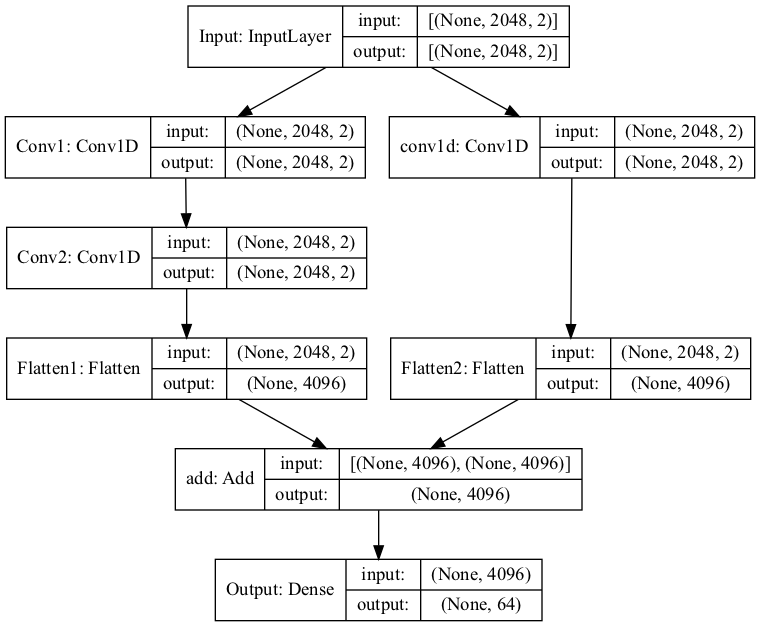 Input: InputLayer
input:
[(None, 2048, 2)]
output:
[(None, 2048, 2)]
Conv1: Conv1D
input:
(None, 2048, 2)
output:
(None, 2048, 2)
conv1d: Conv1D
input:
(None, 2048, 2)
output:
(None, 2048, 2)
Conv2: Conv1D
input:
(None, 2048, 2)
output:
(None, 2048, 2)
Flatten1: Flatten
input:
(None, 2048, 2)
output:
(None, 4096)
Flatten2: Flatten
input:
(None, 2048, 2)
output:
(None, 4096)
add: Add
input:
[(None, 4096), (None, 4096)]
output:
(None, 4096)
Output: Dense
input:
(None, 4096)
output:
(None, 64)